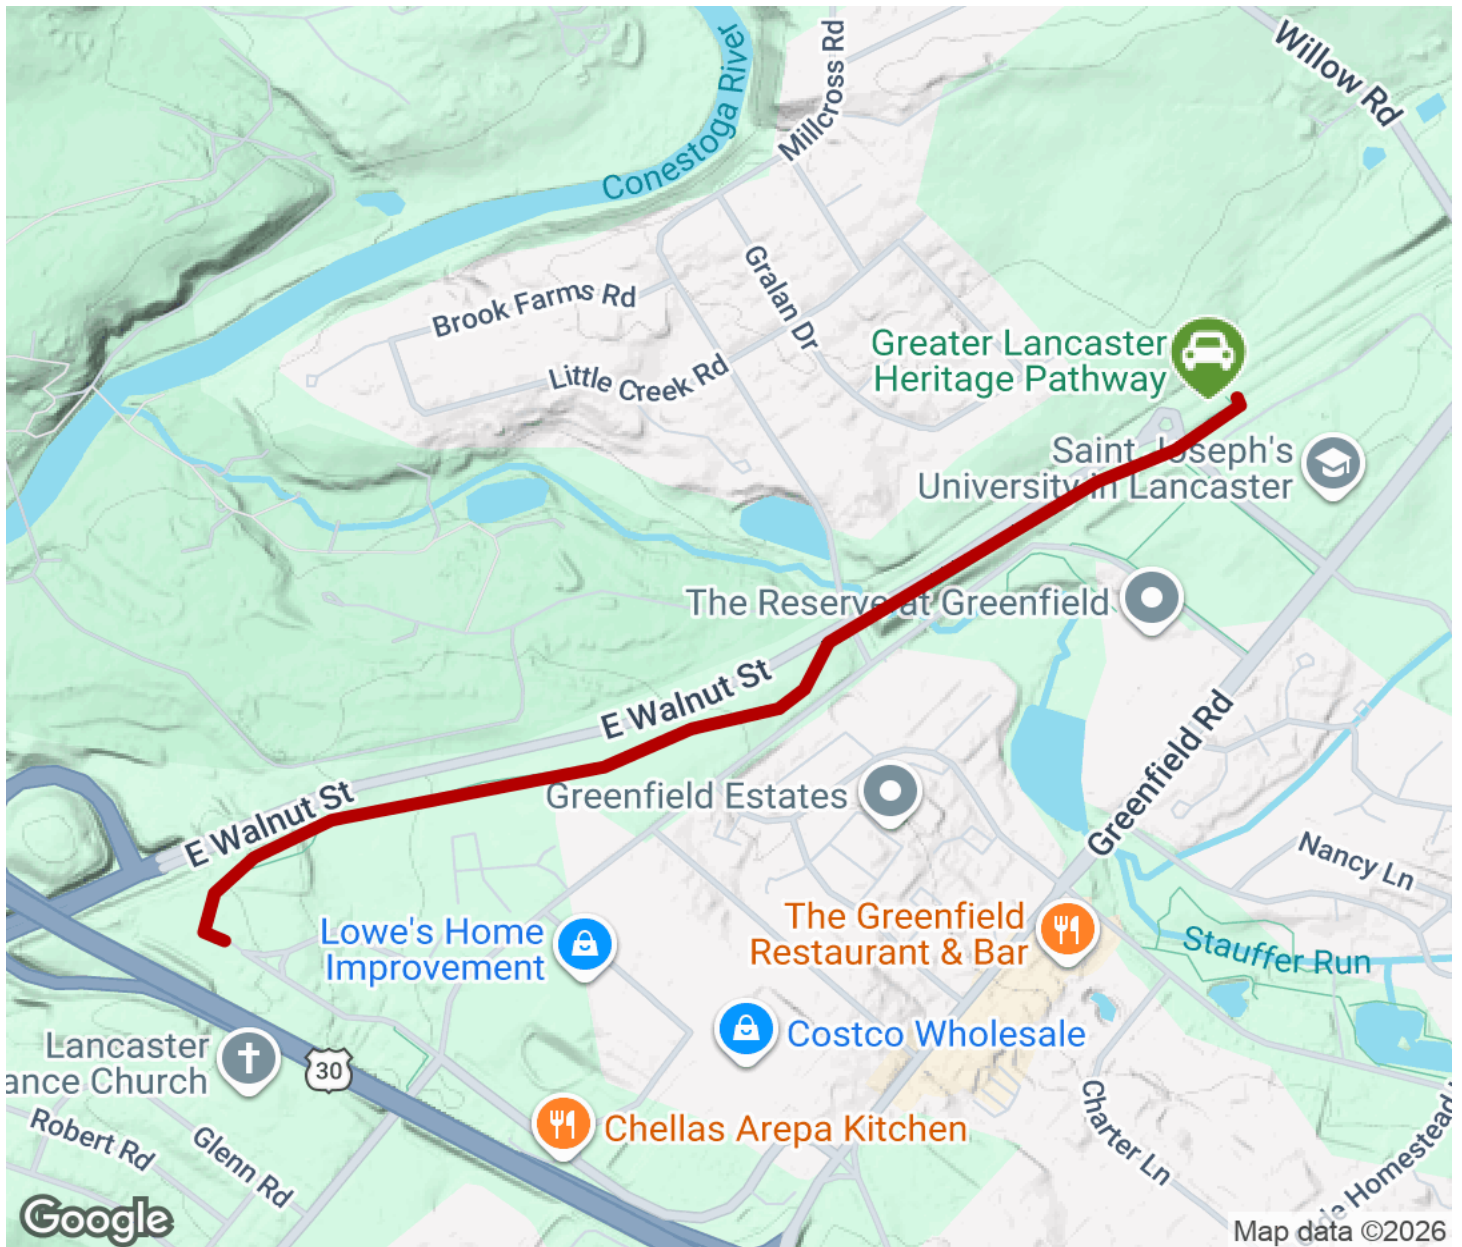 Willow Rd
Millcross Rd
Conestoga River
Gralan Dr
Brook Farms Rd
Little Creek Rd
Greater Lancaster
Heritage Pathway
Saint Joseph's
University in Lancaster
The Reserve at Greenfield
E Walnut St
Greenfield Rd
Greenfield Estates
E Walnut St
Nancy Ln
Lowe's Home
Improvement
The Greenfield
Restaurant & Bar
Stauffer Run
Costco Wholesale
Lancaster
ance Church
30
Chellas Arepa Kitchen
Charter Ln
Robert Rd
Glenn Rd
de Homestead
Google
Map data ©2026